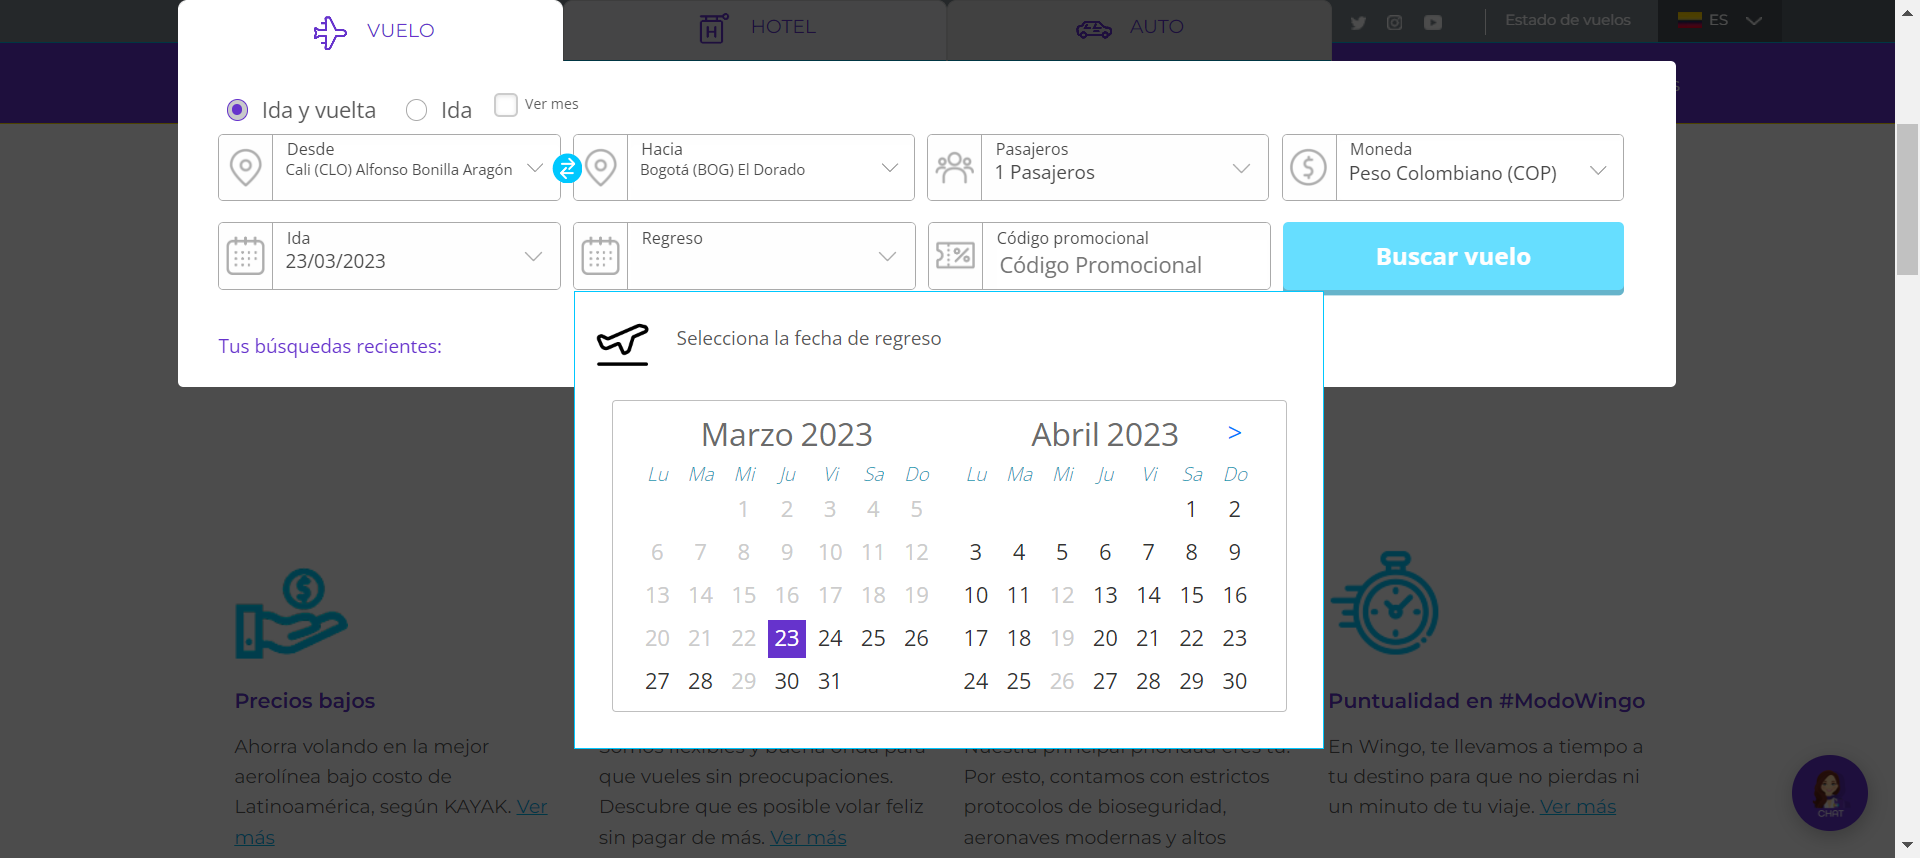 VUELO
HOTEL
AUTO
Estado de vuelos
ES
Ida y vuelta
Ida
Ver mes
Desde
Cali (CLO) Alfonso Bonilla Aragón
Hacia
Bogotá (BOG) El Dorado
Pasajeros
1 Pasajeros
Moneda
Peso Colombiano (COP)
Ida
23/03/2023
Regreso
Código promocional
Código Promocional
Buscar vuelo
Tus búsquedas recientes:
Selecciona la fecha de regreso
Marzo 2023
Lu Ma Mi Ju Vi Sa Do
1 2 3 4 5
6 7 8 9 10 11 12
13 14 15 16 17 18 19
20 21 22 23 24 25 26
27 28 29 30 31
Abril 2023 >
Lu Ma Mi Ju Vi Sa Do
1 2
3 4 5 6 7 8 9
10 11 12 13 14 15 16
17 18 19 20 21 22 23
24 25 26 27 28 29 30
Precios bajos
Ahorra volando en la mejor
aerolínea bajo costo de
Latinoamérica, según KAYAK. Ver
más
Somos flexibles y buena onda para
que vueles sin preocupaciones.
Descubre que es posible volar feliz
sin pagar de más. Ver más
Nuestra principal prioridad eres tú.
Por esto, contamos con estrictos
protocolos de bioseguridad,
aeronaves modernas y altos
Puntualidad en #ModoWingo
En Wingo, te llevamos a tiempo a
tu destino para que no pierdas ni
un minuto de tu viaje. Ver más
CHAT